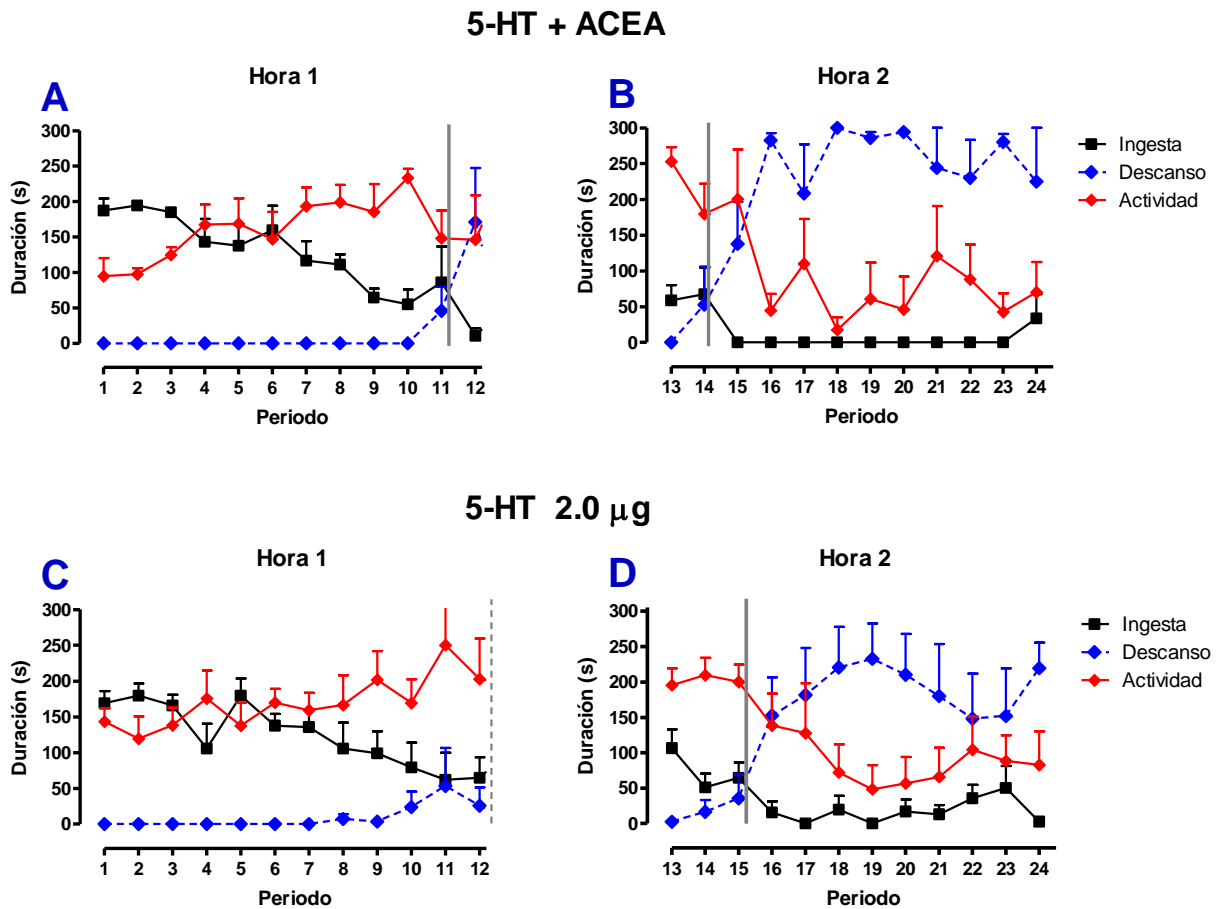 5-HT + ACEA
Hora 1
Hora 2
A
B
300
250
200
150
100
50
0
Duración (s)
1 2 3 4 5 6 7 8 9 10 11 12
Periodo
300
250
200
150
100
50
0
Duración (s)
13 14 15 16 17 18 19 20 21 22 23 24
Periodo
Ingesta
Descanso
Actividad
5-HT 2.0 µg
Hora 1
Hora 2
C
D
300
250
200
150
100
50
0
Duración (s)
1 2 3 4 5 6 7 8 9 10 11 12
Periodo
300
250
200
150
100
50
0
Duración (s)
13 14 15 16 17 18 19 20 21 22 23 24
Periodo
Ingesta
Descanso
Actividad